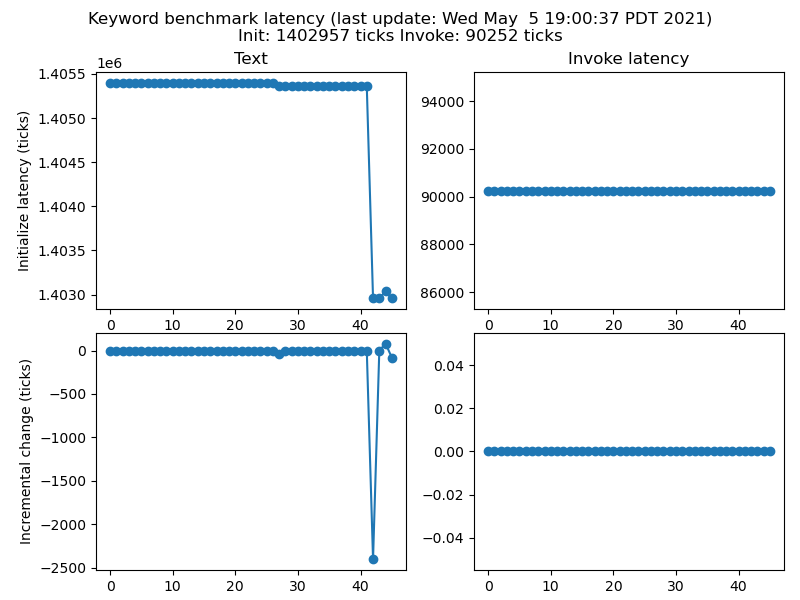 Keyword benchmark latency (last update: Wed May  5 19:00:37 PDT 2021)
Init: 1402957 ticks Invoke: 90252 ticks
Text
Invoke latency
1e6
Initialize latency (ticks)
1.4055
1.4050
1.4045
1.4040
1.4035
1.4030
0 10 20 30 40
94000
92000
90000
88000
86000
0 10 20 30 40
Incremental change (ticks)
0
−500
−1000
−1500
−2000
−2500
0 10 20 30 40
0.04
0.02
0.00
−0.02
−0.04
0 10 20 30 40